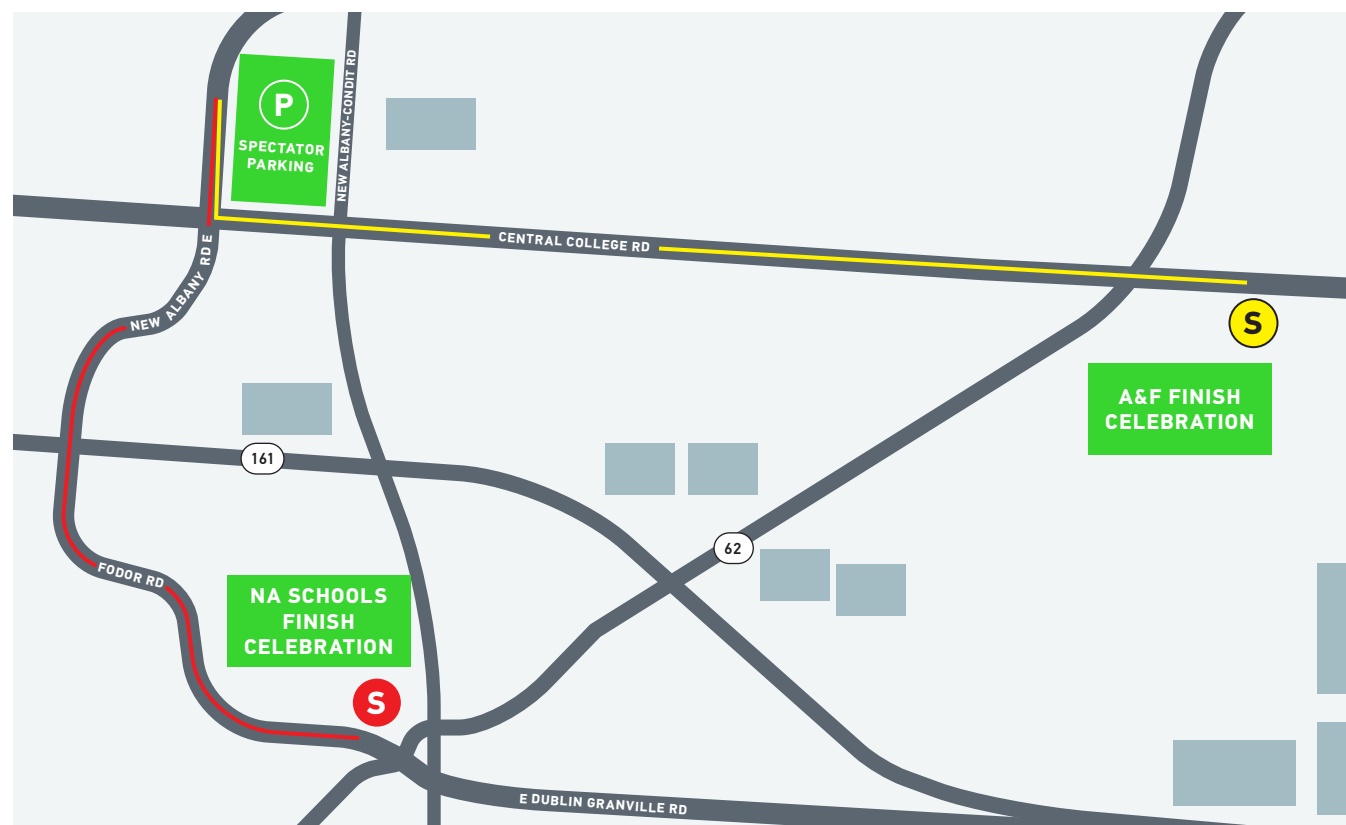 P
SPECTATOR
PARKING
NEW ALBANY-CONDIT RD
CENTRAL COLLEGE RD
NEW ALBANY RD E
S
A&F FINISH
CELEBRATION
161
62
FODOR RD
NA SCHOOLS
FINISH
CELEBRATION
S
E DUBLIN GRANVILLE RD